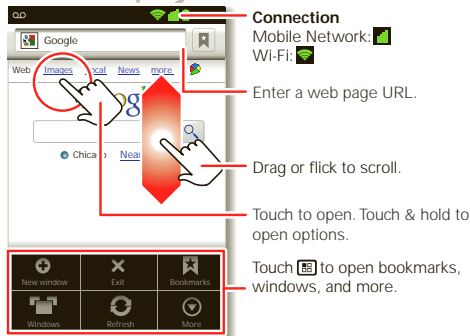 Connection
Mobile Network:
Wi-Fi:
Google
Enter a web page URL.
Web Images Local News more
Chicago
Drag or flick to scroll.
Touch to open. Touch & hold to
open options.
Touch to open bookmarks,
windows, and more.
New window Exit Bookmarks
Windows Refresh More